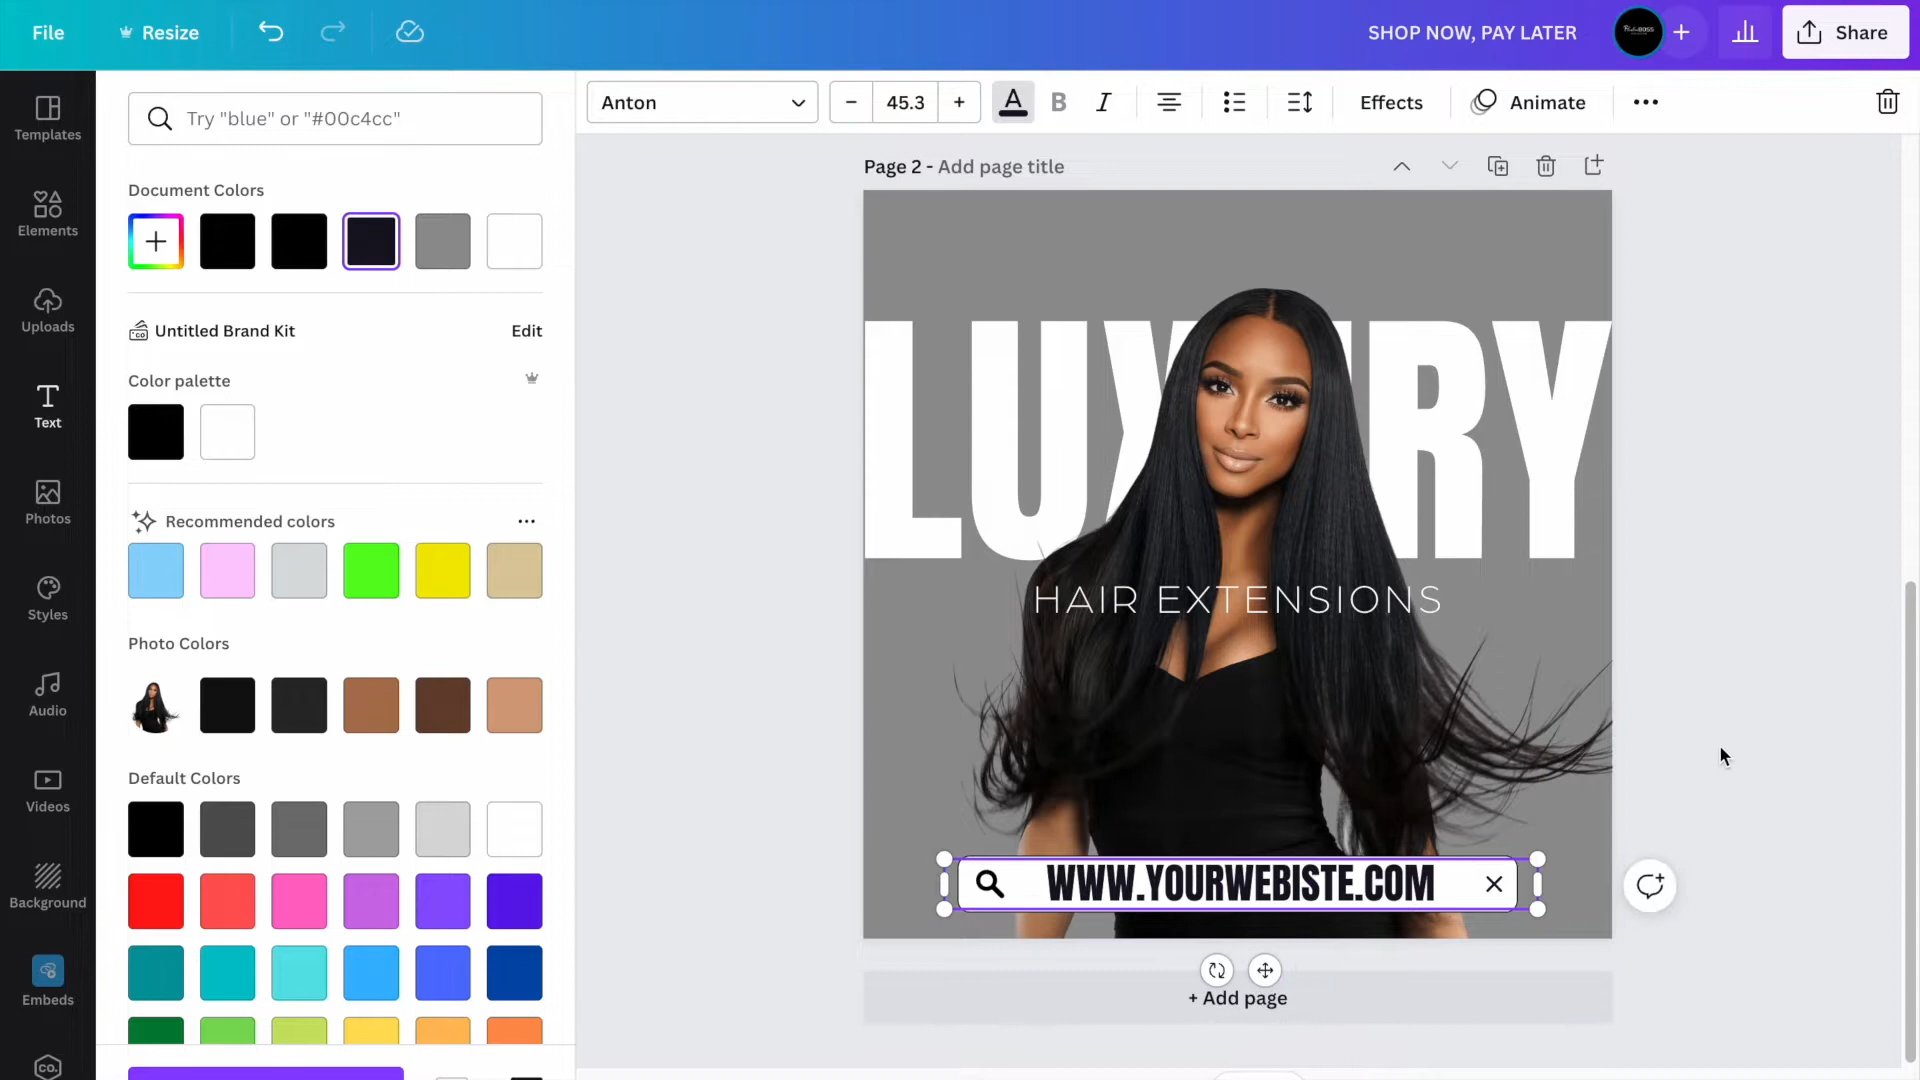 File
Resize
SHOP NOW, PAY LATER
Share
Templates
Elements
Uploads
Text
Photos
Styles
Audio
Videos
Background
Embeds
co.
Try "blue" or "#00c4cc"
Document Colors
Untitled Brand Kit
Edit
Color palette
Recommended colors
Photo Colors
Default Colors
Anton
45.3
A
B
I
Effects
Animate
Page 2 - Add page title
HAIR EXTENSIONS
WWW.YOURWEBISTE.COM
+ Add page